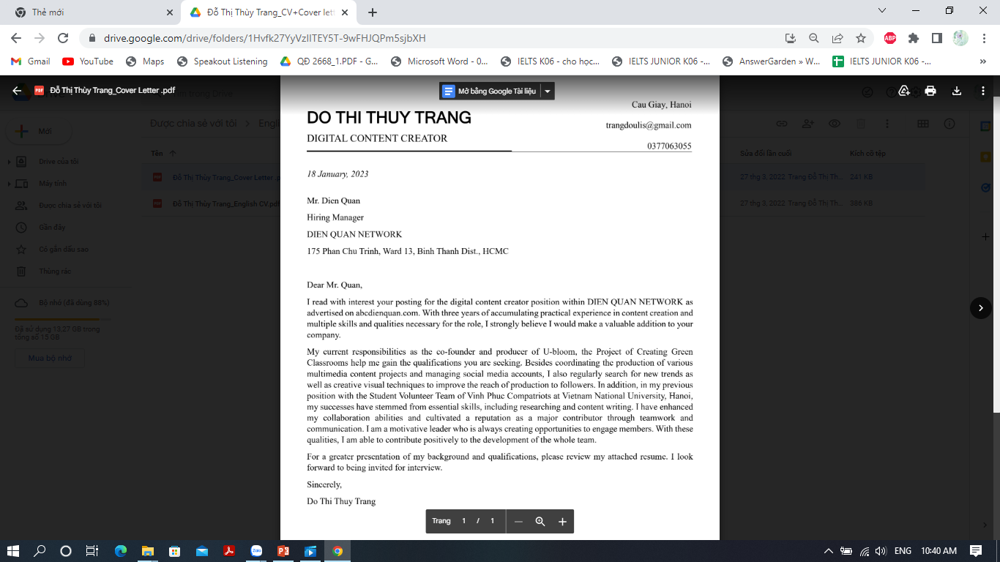 Thẻ mới
Đỗ Thị Thùy Trang_CV+Cover lett
drive.google.com/drive/folders/1Hvfk27YyVzIlTEY5T-9wFHJQPm5sjbXH
ABP
Gmail YouTube Maps Speakout Listening QĐ 2668_1.PDF - G... Microsoft Word - 0... IELTS K06 - cho học... IELTS JUNIOR K06 -... AnswerGarden » W... IELTS JUNIOR K06 -... »
PDF Đỗ Thị Thùy Trang_Cover Letter .pdf
Mở bằng Google Tài liệu
Mới
Drive của tôi
Máy tính
Được chia sẻ với tôi
Gần đây
Có gắn dấu sao
Thùng rác
Bộ nhớ (đã dùng 88%)
Đã sử dụng 13,27 GB trong
tổng số 15 GB
Mua bộ nhớ
Được chia sẻ với tôi
Tên
Sửa đổi lần cuối
Kích cỡ tệp
Đỗ Thị Thùy Trang_Cover Letter
27 thg 3, 2022 Trang Đỗ Thị Th...
241 KB
Đỗ Thị Thùy Trang_English CV.pdf
27 thg 3, 2022 Trang Đỗ Thị Th...
386 KB
Cau Giay, Hanoi
DO THI THUY TRANG
trangdoulis@gmail.com
DIGITAL CONTENT CREATOR
0377063055
18 January, 2023
Mr. Dien Quan
Hiring Manager
DIEN QUAN NETWORK
175 Phan Chu Trinh, Ward 13, Binh Thanh Dist., HCMC
Dear Mr. Quan,
I read with interest your posting for the digital content creator position within DIEN QUAN NETWORK as
advertised on abcdienquan.com. With three years of accumulating practical experience in content creation and
multiple skills and qualities necessary for the role, I strongly believe I would make a valuable addition to your
company.
My current responsibilities as the co-founder and producer of U-bloom, the Project of Creating Green
Classrooms help me gain the qualifications you are seeking. Besides coordinating the production of various
multimedia content projects and managing social media accounts, I also regularly search for new trends as
well as creative visual techniques to improve the reach of production to followers. In addition, in my previous
position with the Student Volunteer Team of Vinh Phuc Compatriots at Vietnam National University, Hanoi,
my successes have stemmed from essential skills, including researching and content writing. I have enhanced
my collaboration abilities and cultivated a reputation as a major contributor through teamwork and
communication. I am a motivative leader who is always creating opportunities to engage members. With these
qualities, I am able to contribute positively to the development of the whole team.
For a greater presentation of my background and qualifications, please review my attached resume. I look
forward to being invited for interview.
Sincerely,
Do Thi Thuy Trang
Trang 1 / 1
Zalo
ENG 10:40 AM